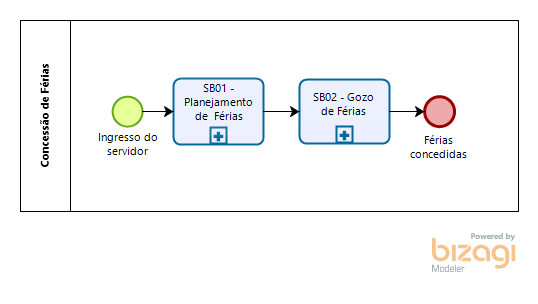 Concessão de Férias
Ingresso do
servidor
SB01 -
Planejamento
de Férias
SB02 - Gozo
de Férias
Férias
concedidas
Powered by
bizagi
Modeler